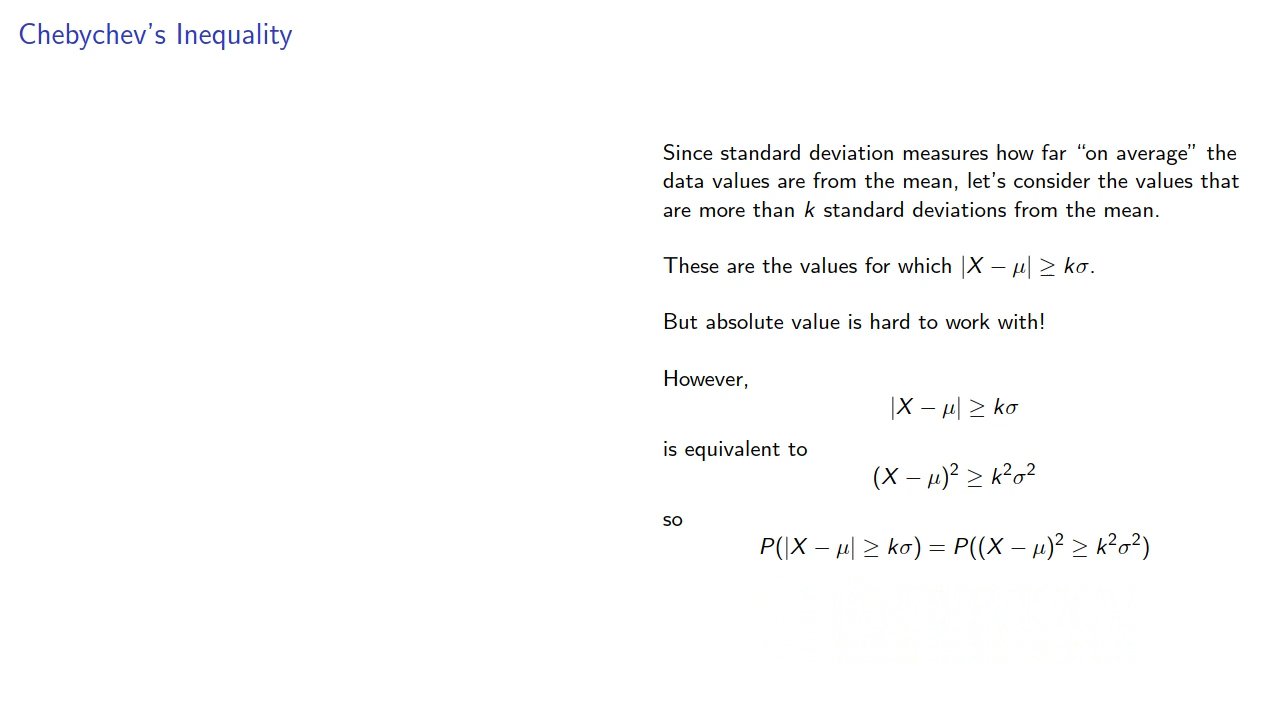 Chebychev's Inequality
Since standard deviation measures how far “on average” the
data values are from the mean, let's consider the values that
are more than k standard deviations from the mean.
These are the values for which |X − μ| ≥ kσ.
But absolute value is hard to work with!
However,
|X − μ| ≥ kσ
is equivalent to
(X − μ)² ≥ k²σ²
so
P(|X − μ| ≥ kσ) = P((X − μ)² ≥ k²σ²)